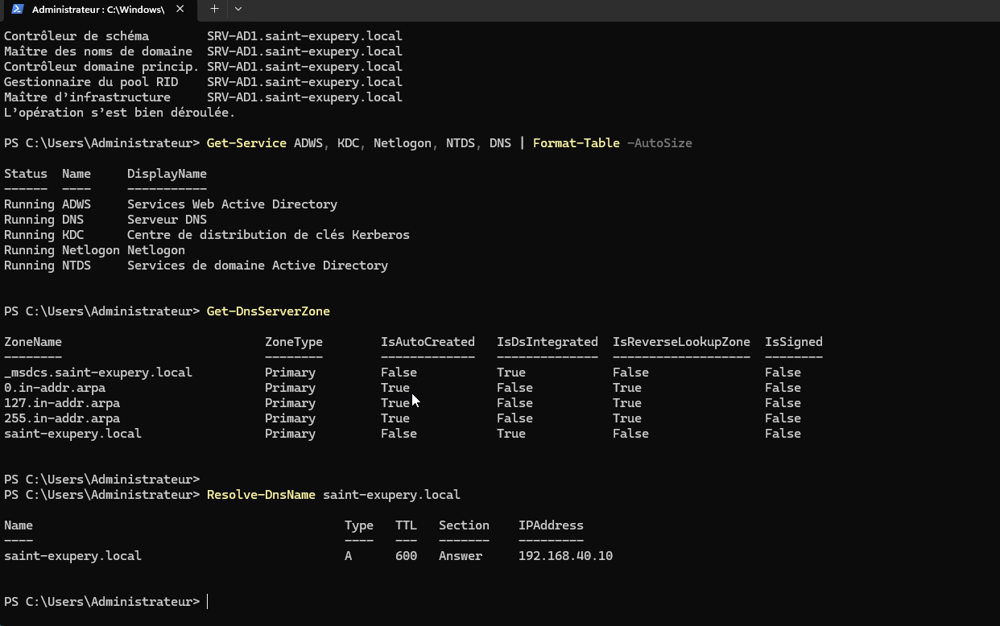 Administrateur : C:\Windows\
Contrôleur de schéma        SRV-AD1.saint-exupery.local
Maître des noms de domaine  SRV-AD1.saint-exupery.local
Contrôleur domaine princip. SRV-AD1.saint-exupery.local
Gestionnaire du pool RID    SRV-AD1.saint-exupery.local
Maître d’infrastructure     SRV-AD1.saint-exupery.local
L’opération s’est bien déroulée.
PS C:\Users\Administrateur> Get-Service ADWS, KDC, Netlogon, NTDS, DNS | Format-Table -AutoSize
Status  Name     DisplayName
------  ----     -----------
Running ADWS     Services Web Active Directory
Running DNS      Serveur DNS
Running KDC      Centre de distribution de clés Kerberos
Running Netlogon Netlogon
Running NTDS     Services de domaine Active Directory
PS C:\Users\Administrateur> Get-DnsServerZone
ZoneName                            ZoneType        IsAutoCreated   IsDsIntegrated  IsReverseLookupZone  IsSigned
--------                            --------        -------------   --------------  -------------------  --------
_msdcs.saint-exupery.local          Primary         False           True            False                False
0.in-addr.arpa                      Primary         True            False           True                 False
127.in-addr.arpa                    Primary         True            False           True                 False
255.in-addr.arpa                    Primary         True            False           True                 False
saint-exupery.local                 Primary         False           True            False                False
PS C:\Users\Administrateur>
PS C:\Users\Administrateur> Resolve-DnsName saint-exupery.local
Name                                           Type   TTL   Section    IPAddress
----                                           ----   ---   -------    ---------
saint-exupery.local                            A      600   Answer     192.168.40.10
PS C:\Users\Administrateur>